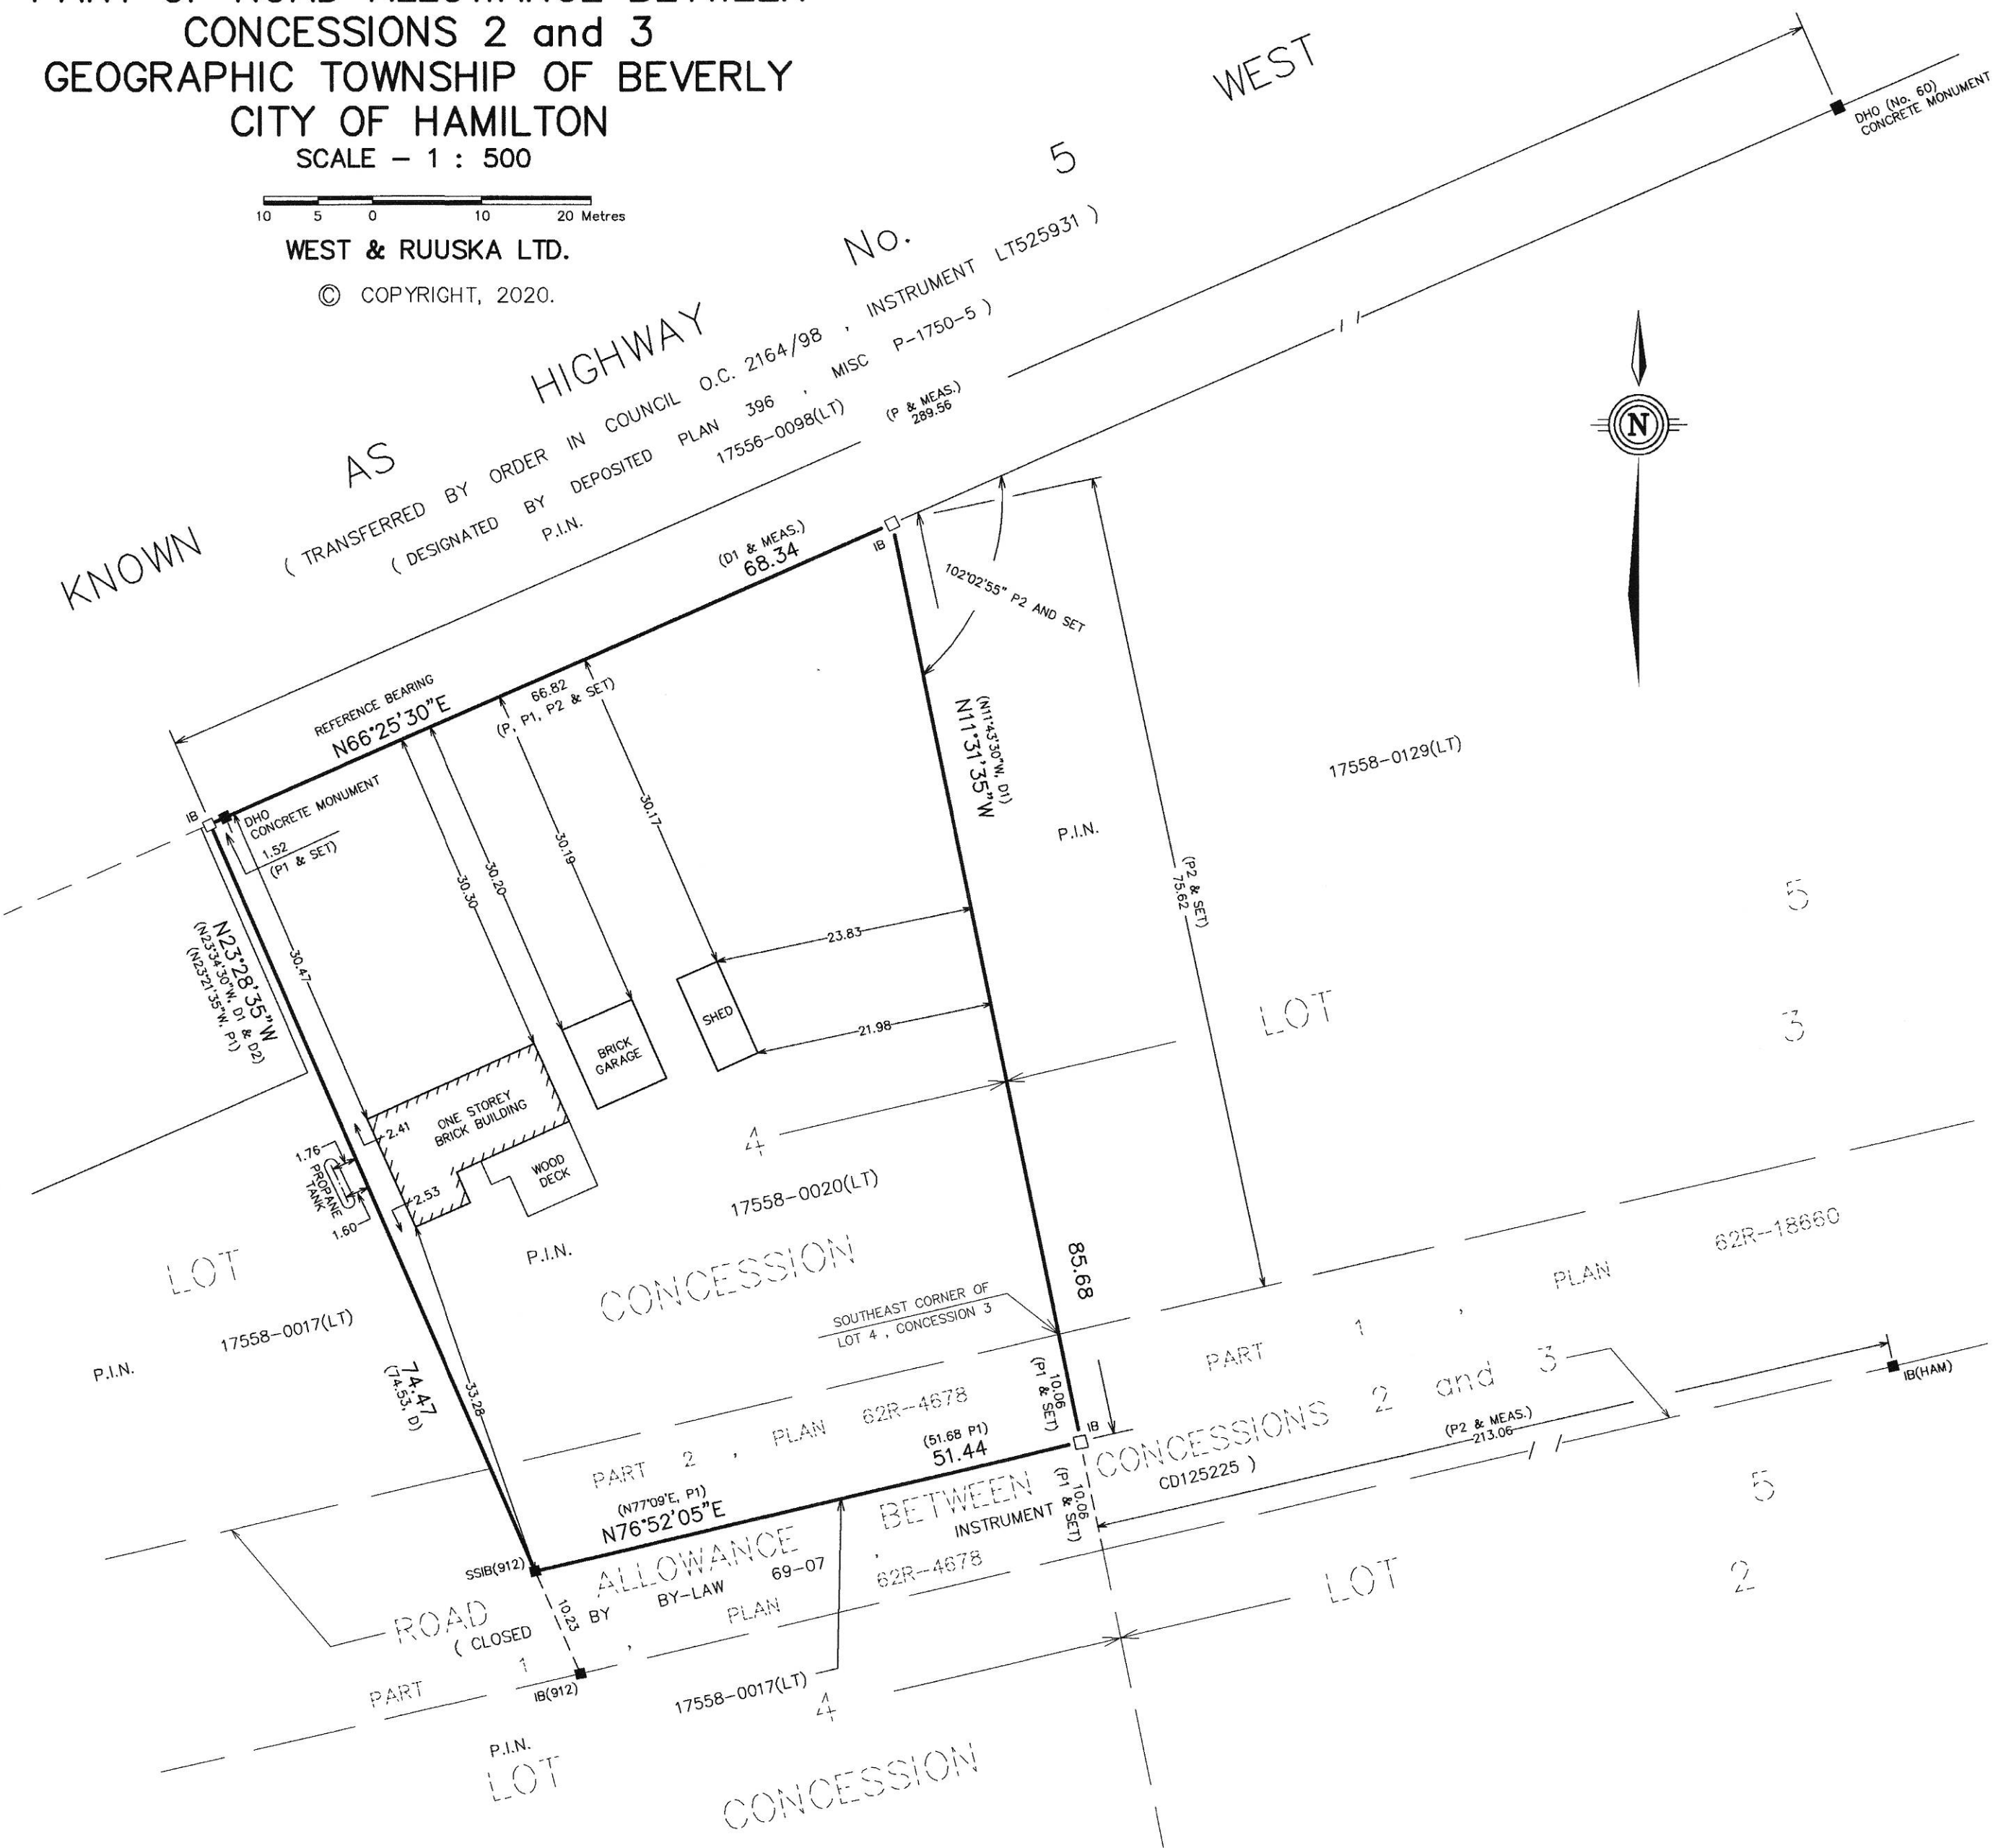 CONCESSIONS 2 and 3
GEOGRAPHIC TOWNSHIP OF BEVERLY
CITY OF HAMILTON
SCALE – 1 : 500
10 5 0 10 20 Metres
WEST & RUUSKA LTD.
© COPYRIGHT, 2020.
KNOWN AS HIGHWAY No. 5 WEST
( TRANSFERRED BY ORDER IN COUNCIL O.C. 2164/98 , INSTRUMENT LT525931 )
( DESIGNATED BY DEPOSITED PLAN 396 , MISC P-1750-5 )
P.I.N. 17556-0098(LT)
(P & MEAS.)
289.56
DHO (No. 60)
CONCRETE MONUMENT
N
(D1 & MEAS.)
68.34
IB
102°02'55" P2 AND SET
REFERENCE BEARING
N66°25'30"E
66.82
(P, P1, P2 & SET)
IB
DHO
CONCRETE MONUMENT
1.52
(P1 & SET)
30.47
30.30
30.20
30.19
30.17
(N11°43'30"W, D1)
N11°31'35"W
17558-0129(LT)
P.I.N.
(P2 & SET)
75.62
23.83
21.98
N23°28'35"W
(N23°34'30"W, D1 & D2)
(N23°21'35"W, P1)
SHED
BRICK
GARAGE
ONE STOREY
BRICK BUILDING
WOOD
DECK
2.41
2.53
1.76
PROPANE
TANK
1.60
5
LOT
3
4
17558-0020(LT)
P.I.N.
CONCESSION
LOT
17558-0017(LT)
P.I.N.
85.68
SOUTHEAST CORNER OF
LOT 4 , CONCESSION 3
74.47
(74.53, D)
33.28
PART 1 , PLAN 62R-18660
PART 2 , PLAN 62R-4678
10.06
(P1 & SET)
(51.68 P1)
51.44
IB
(N77°09'E, P1)
N76°52'05"E
IB(HAM)
(P2 & MEAS.)
213.06
SSIB(912)
ROAD ALLOWANCE BETWEEN CONCESSIONS 2 and 3
( CLOSED BY BY-LAW 69-07 , INSTRUMENT CD125225 )
10.06
(P1 & SET)
10.23
PART 1 , PLAN 62R-4678
IB(912)
17558-0017(LT)
P.I.N.
LOT 4
CONCESSION
LOT 5
2